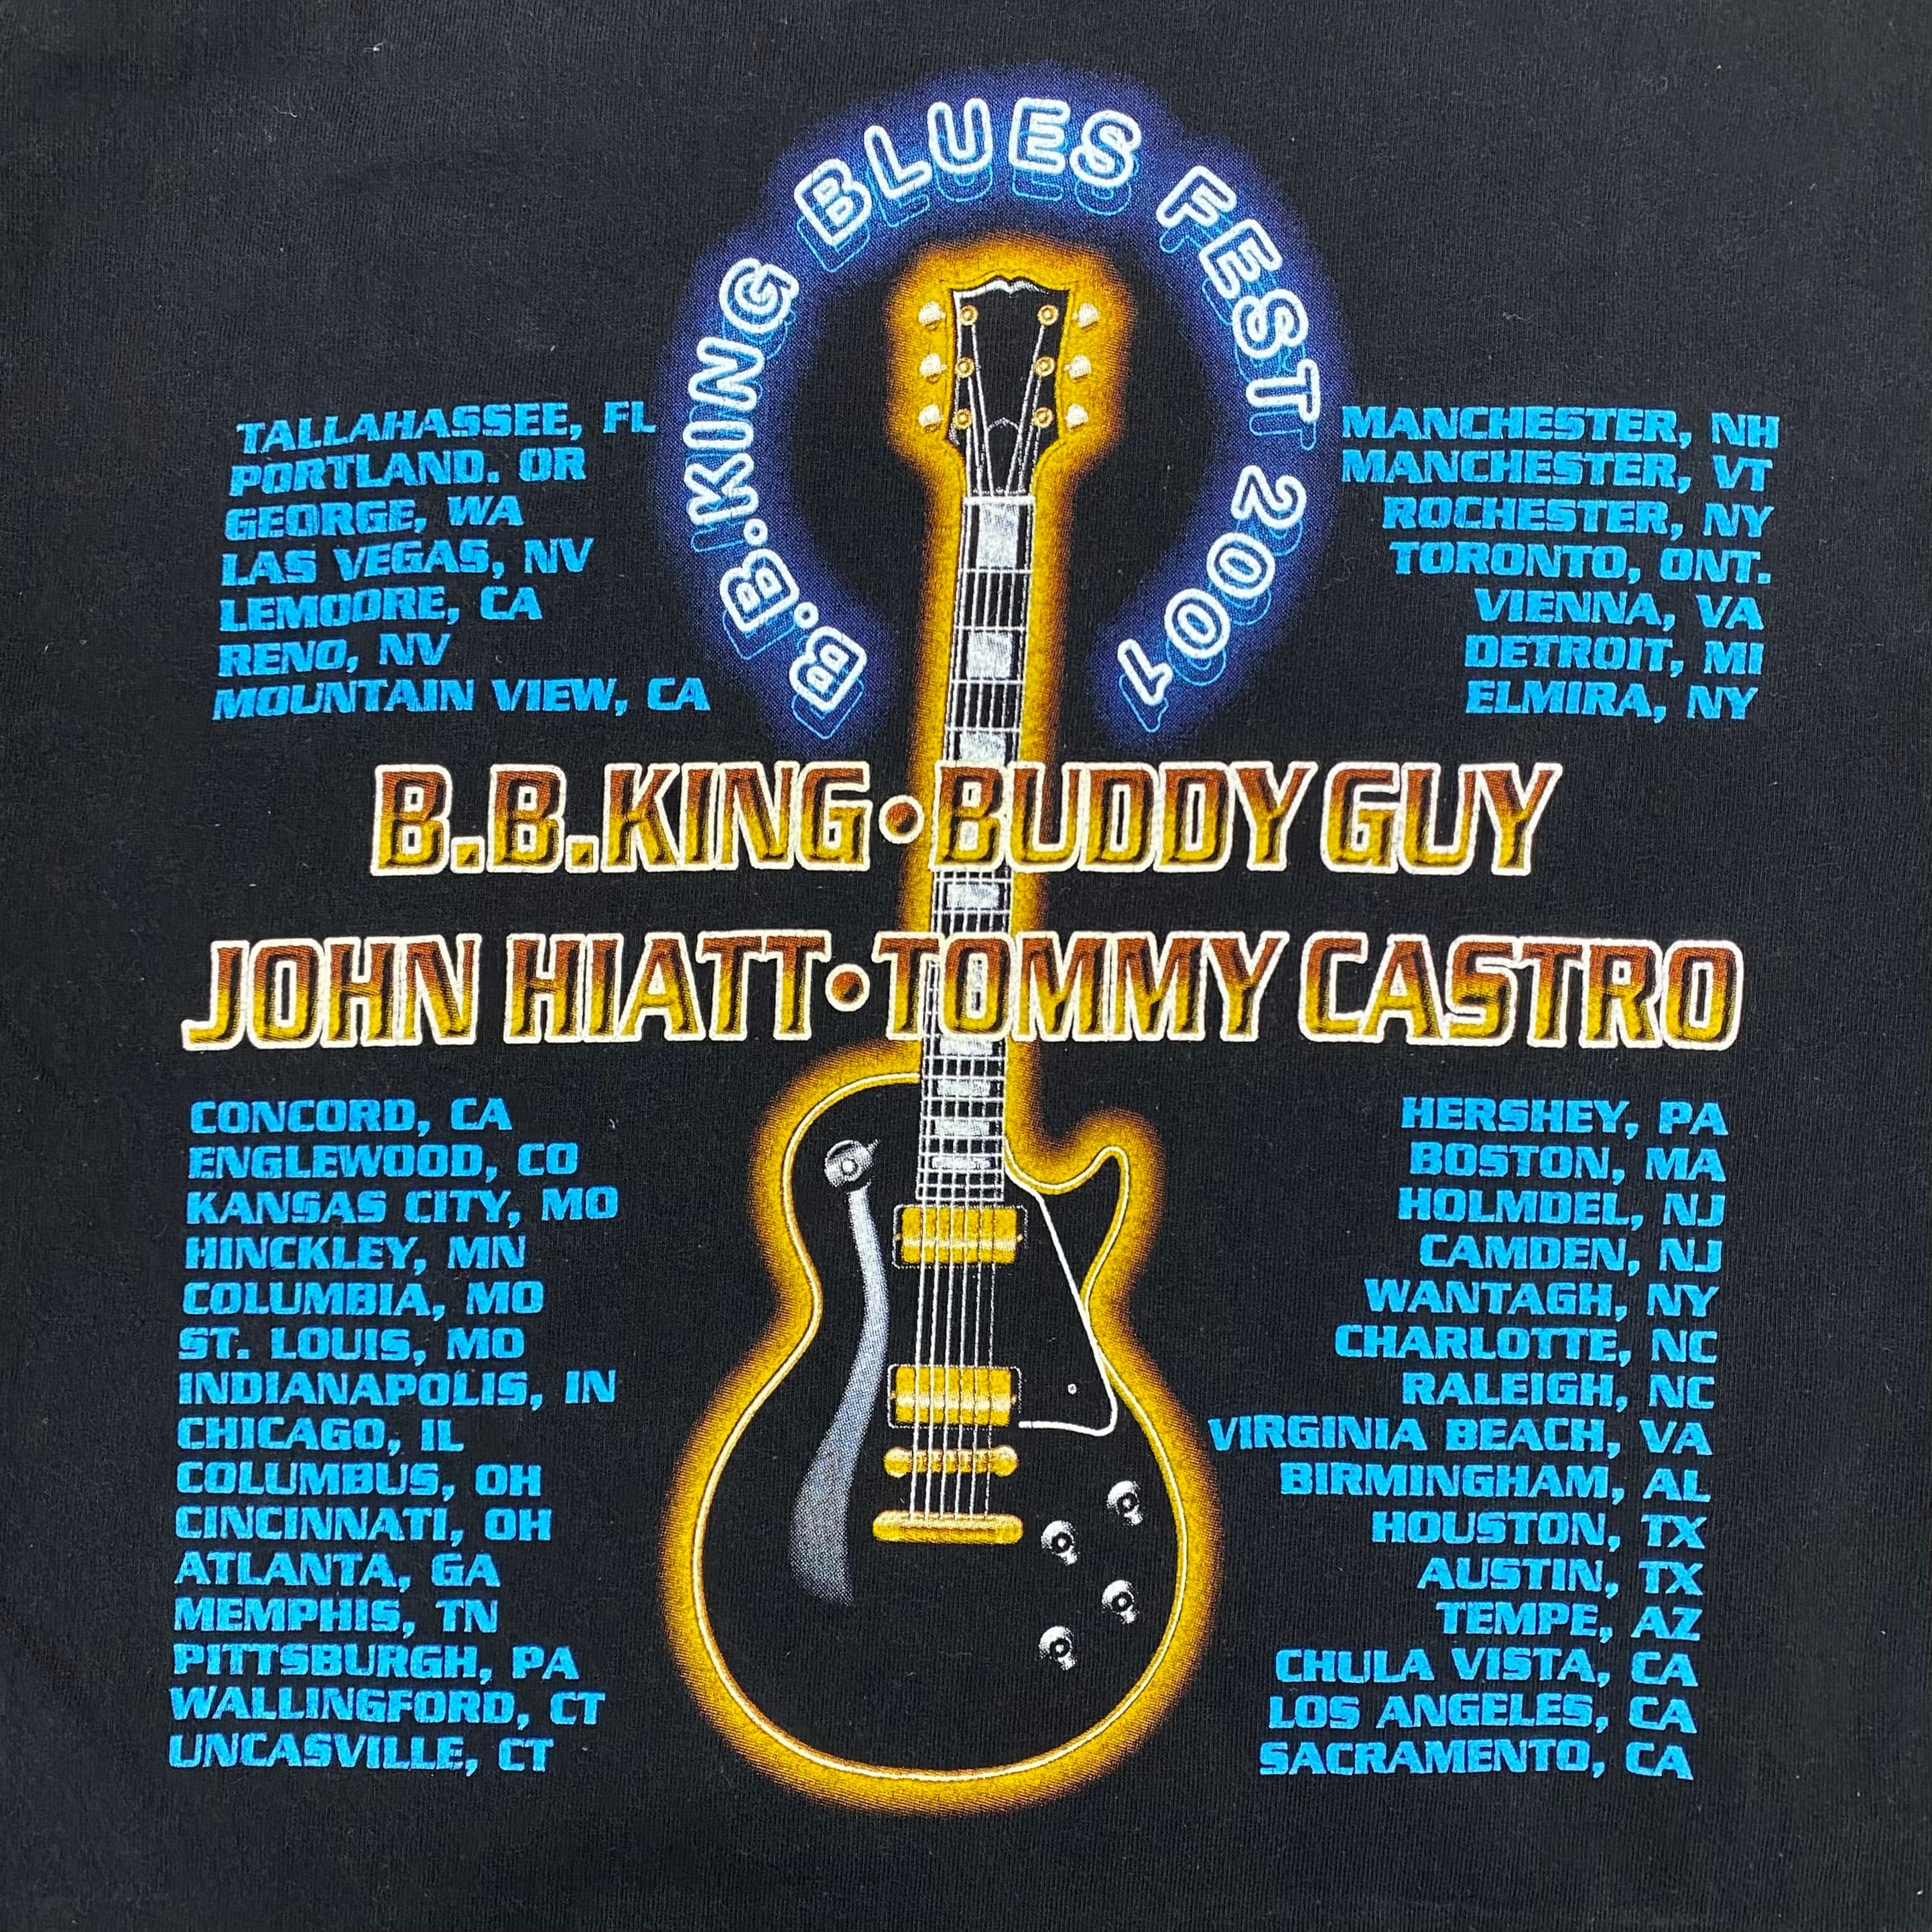 B.B.KING BLUES FEST 2001
TALLAHASSEE, FL
PORTLAND. OR
GEORGE, WA
LAS VEGAS, NV
LEMOORE, CA
RENO, NV
MOUNTAIN VIEW, CA
MANCHESTER, NH
MANCHESTER, VT
ROCHESTER, NY
TORONTO, ONT.
VIENNA, VA
DETROIT, MI
ELMIRA, NY
B.B.KING•BUDDY GUY
JOHN HIATT•TOMMY CASTRO
CONCORD, CA
ENGLEWOOD, CO
KANSAS CITY, MO
HINCKLEY, MN
COLUMBIA, MO
ST. LOUIS, MO
INDIANAPOLIS, IN
CHICAGO, IL
COLUMBUS, OH
CINCINNATI, OH
ATLANTA, GA
MEMPHIS, TN
PITTSBURGH, PA
WALLINGFORD, CT
UNCASVILLE, CT
HERSHEY, PA
BOSTON, MA
HOLMDEL, NJ
CAMDEN, NJ
WANTAGH, NY
CHARLOTTE, NC
RALEIGH, NC
VIRGINIA BEACH, VA
BIRMINGHAM, AL
HOUSTON, TX
AUSTIN, TX
TEMPE, AZ
CHULA VISTA, CA
LOS ANGELES, CA
SACRAMENTO, CA